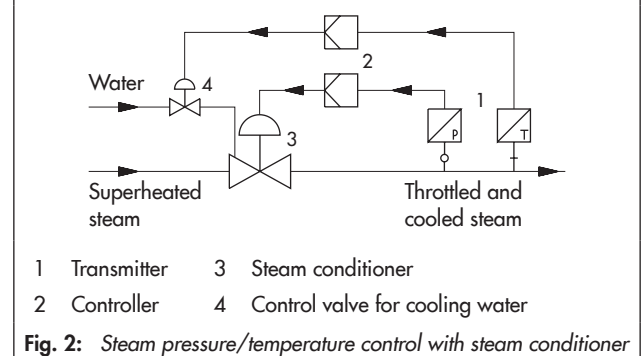 Water
4
2
1
P
T
3
Superheated
steam
Throttled and
cooled steam
1 Transmitter 3 Steam conditioner
2 Controller 4 Control valve for cooling water
Fig. 2: Steam pressure/temperature control with steam conditioner